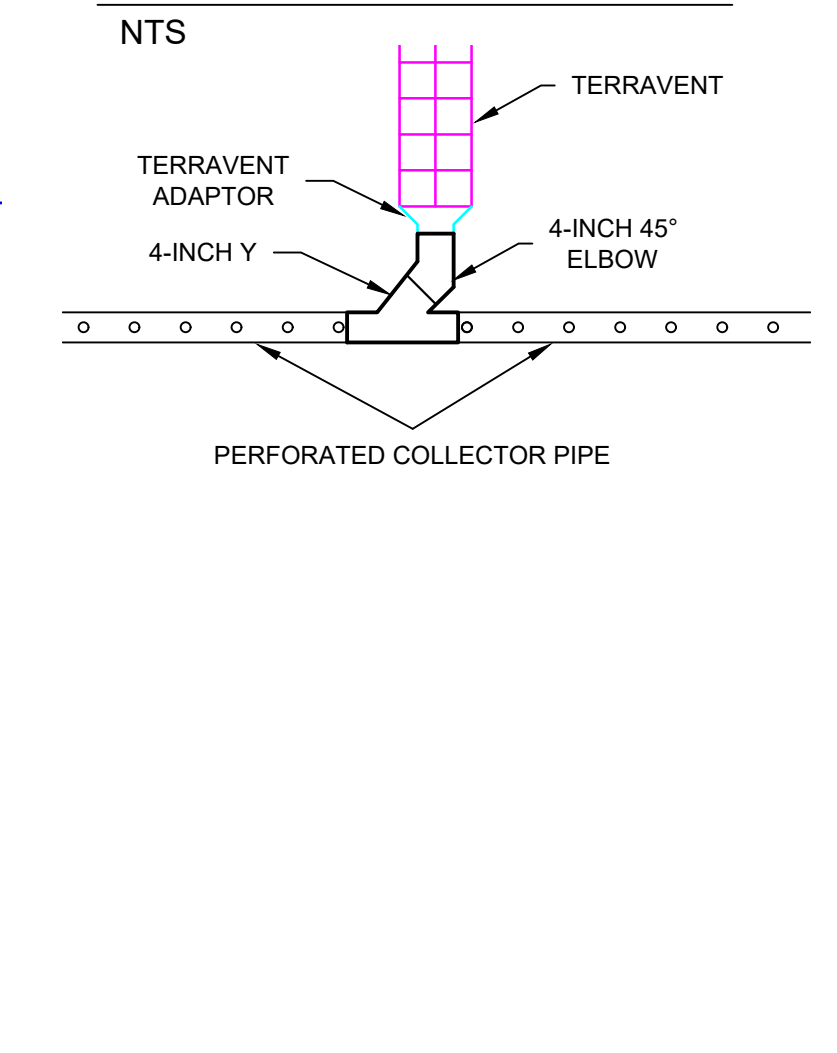 NTS
TERRAVENT
TERRAVENT
ADAPTOR
4-INCH 45°
ELBOW
4-INCH Y
PERFORATED COLLECTOR PIPE